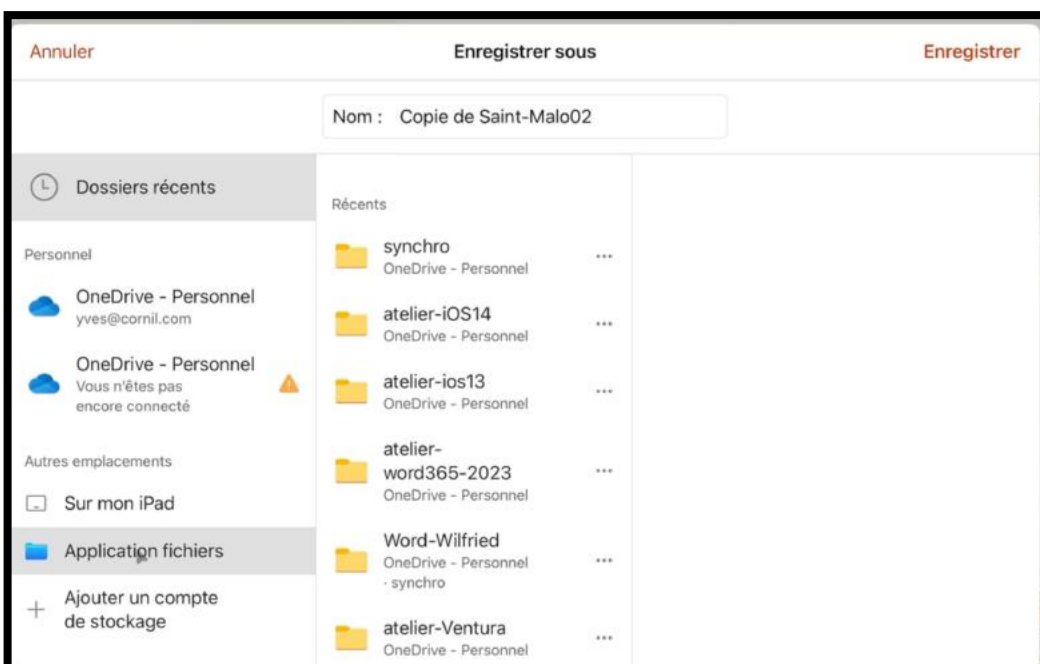 Annuler
Enregistrer sous
Enregistrer
Nom : Copie de Saint-Malo02
Dossiers récents
Personnel
OneDrive - Personnel
yves@cornil.com
OneDrive - Personnel
Vous n'êtes pas
encore connecté
Autres emplacements
Sur mon iPad
Application fichiers
Ajouter un compte
de stockage
Récents
synchro
OneDrive - Personnel
atelier-iOS14
OneDrive - Personnel
atelier-ios13
OneDrive - Personnel
atelier-
word365-2023
OneDrive - Personnel
Word-Wilfried
OneDrive - Personnel
· synchro
atelier-Ventura
OneDrive - Personnel